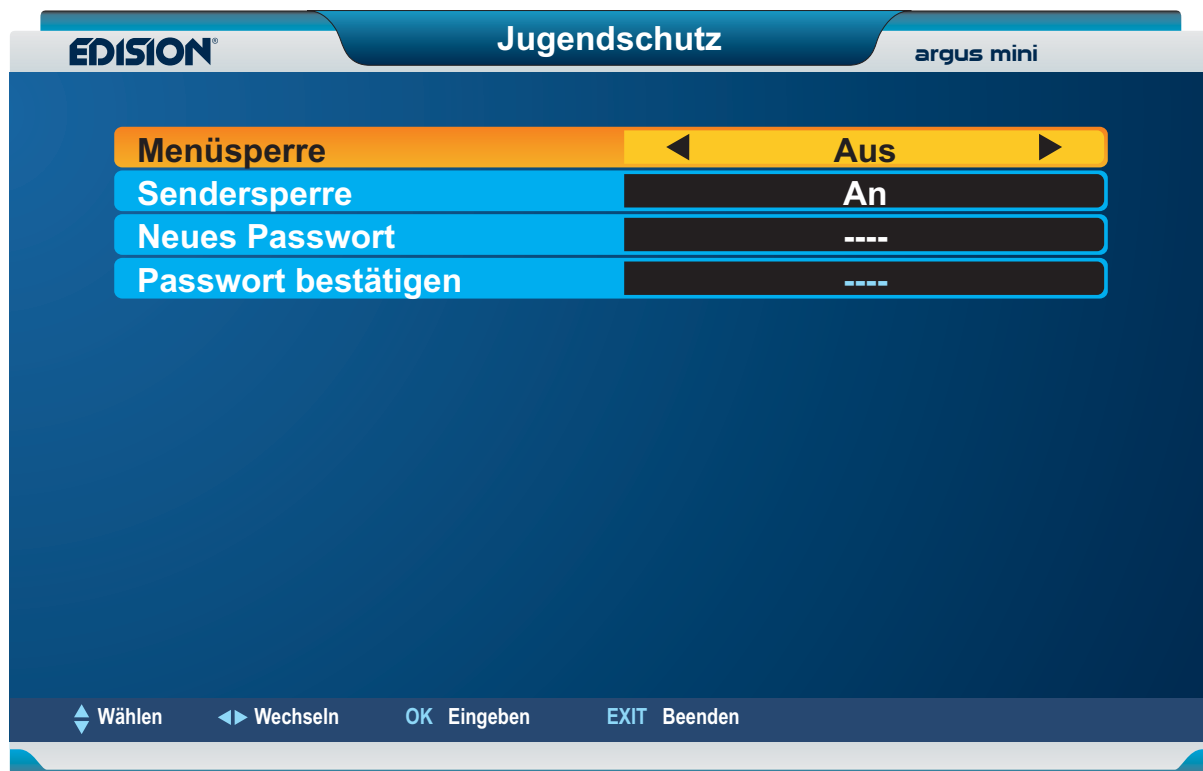 EDISION® Jugendschutz argus mini
Menüsperre Aus
Sendersperre An
Neues Passwort ----
Passwort bestätigen ----
Wählen Wechseln OK Eingeben EXIT Beenden